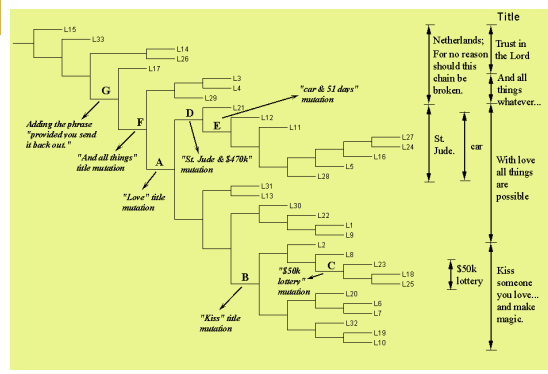 Title
L15
L33
L14
L26
L17
G
Adding the phrase
"provided you send
it back out."
L3
L4
L29
F
"And all things"
title mutation
L21
D
E
"car & 51 days"
mutation
L12
L11
L27
L24
L16
L5
L28
"St. Jude & $470k"
mutation
A
"Love" title
mutation
L31
L13
L30
L22
L1
L9
L2
L8
"$50k
lottery"
mutation
C
L23
L18
L25
B
"Kiss" title
mutation
L20
L6
L7
L32
L19
L10
Netherlands;
For no reason
should this
chain be
broken.
St.
Jude.
car
$50k
lottery
Trust in
the Lord
And all
things
whatever...
With love
all things
are
possible
Kiss
someone
you love...
and make
magic.